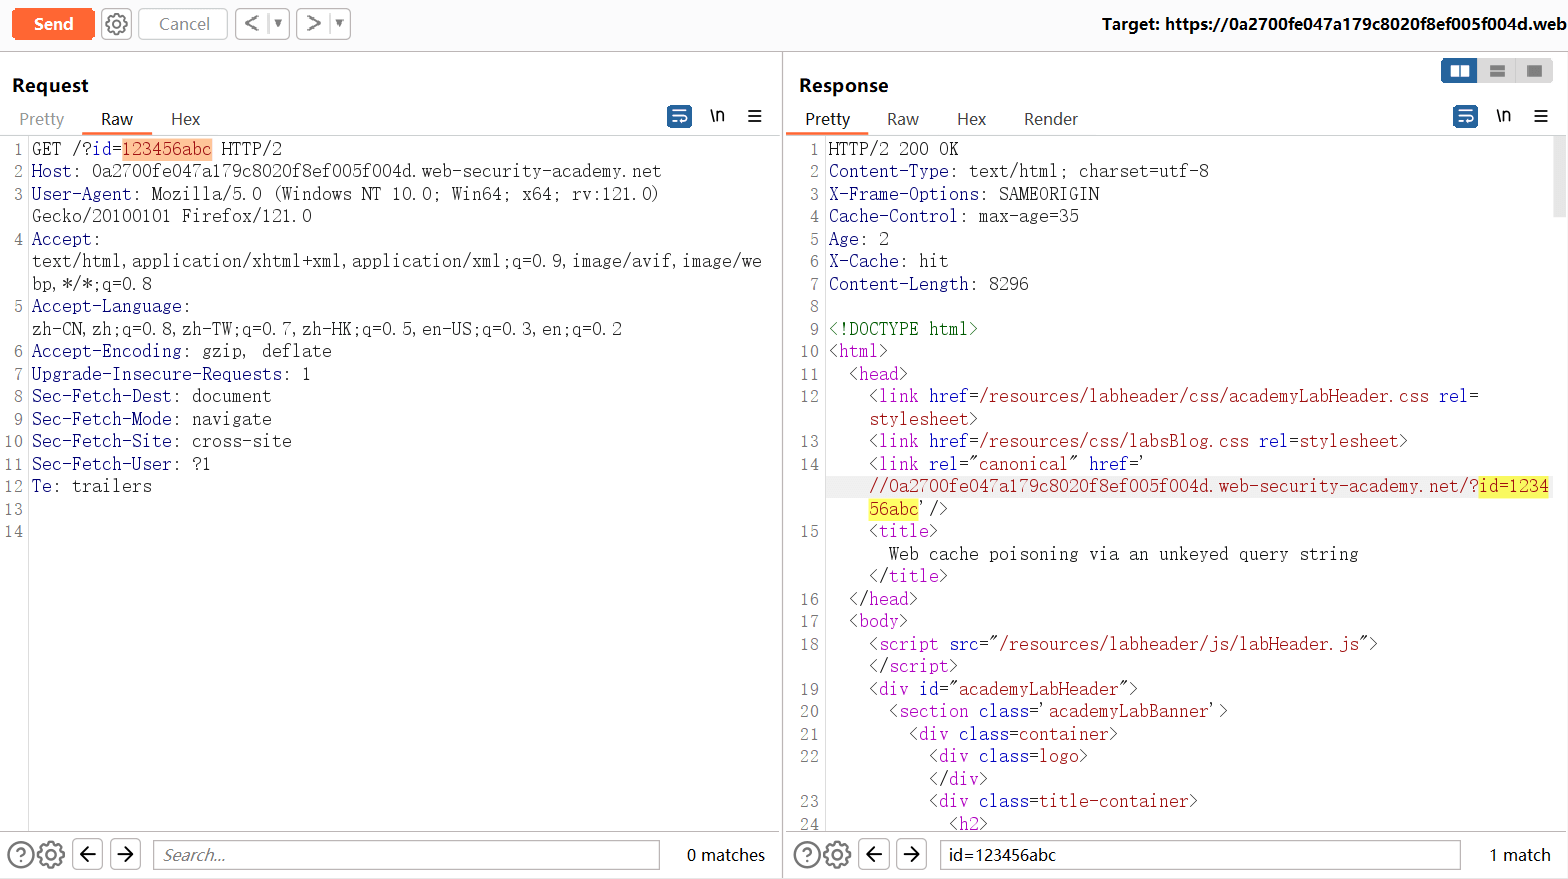 Send
Cancel
<
>
Target: https://0a2700fe047a179c8020f8ef005f004d.web
Request
Pretty Raw Hex
\n
1 GET /?id=123456abc HTTP/2
2 Host: 0a2700fe047a179c8020f8ef005f004d.web-security-academy.net
3 User-Agent: Mozilla/5.0 (Windows NT 10.0; Win64; x64; rv:121.0)
Gecko/20100101 Firefox/121.0
4 Accept:
text/html,application/xhtml+xml,application/xml;q=0.9,image/avif,image/we
bp,*/*;q=0.8
5 Accept-Language:
zh-CN,zh;q=0.8,zh-TW;q=0.7,zh-HK;q=0.5,en-US;q=0.3,en;q=0.2
6 Accept-Encoding: gzip, deflate
7 Upgrade-Insecure-Requests: 1
8 Sec-Fetch-Dest: document
9 Sec-Fetch-Mode: navigate
10 Sec-Fetch-Site: cross-site
11 Sec-Fetch-User: ?1
12 Te: trailers
13
14
Search...
0 matches
Response
Pretty Raw Hex Render
\n
1 HTTP/2 200 OK
2 Content-Type: text/html; charset=utf-8
3 X-Frame-Options: SAMEORIGIN
4 Cache-Control: max-age=35
5 Age: 2
6 X-Cache: hit
7 Content-Length: 8296
8
9 <!DOCTYPE html>
10 <html>
11 <head>
12 <link href=/resources/labheader/css/academyLabHeader.css rel=
stylesheet>
13 <link href=/resources/css/labsBlog.css rel=stylesheet>
14 <link rel="canonical" href='
//0a2700fe047a179c8020f8ef005f004d.web-security-academy.net/?id=1234
56abc'/>
15 <title>
Web cache poisoning via an unkeyed query string
</title>
16 </head>
17 <body>
18 <script src="/resources/labheader/js/labHeader.js">
</script>
19 <div id="academyLabHeader">
20 <section class='academyLabBanner'>
21 <div class=container>
22 <div class=logo>
</div>
23 <div class=title-container>
24 <h2>
id=123456abc
1 match